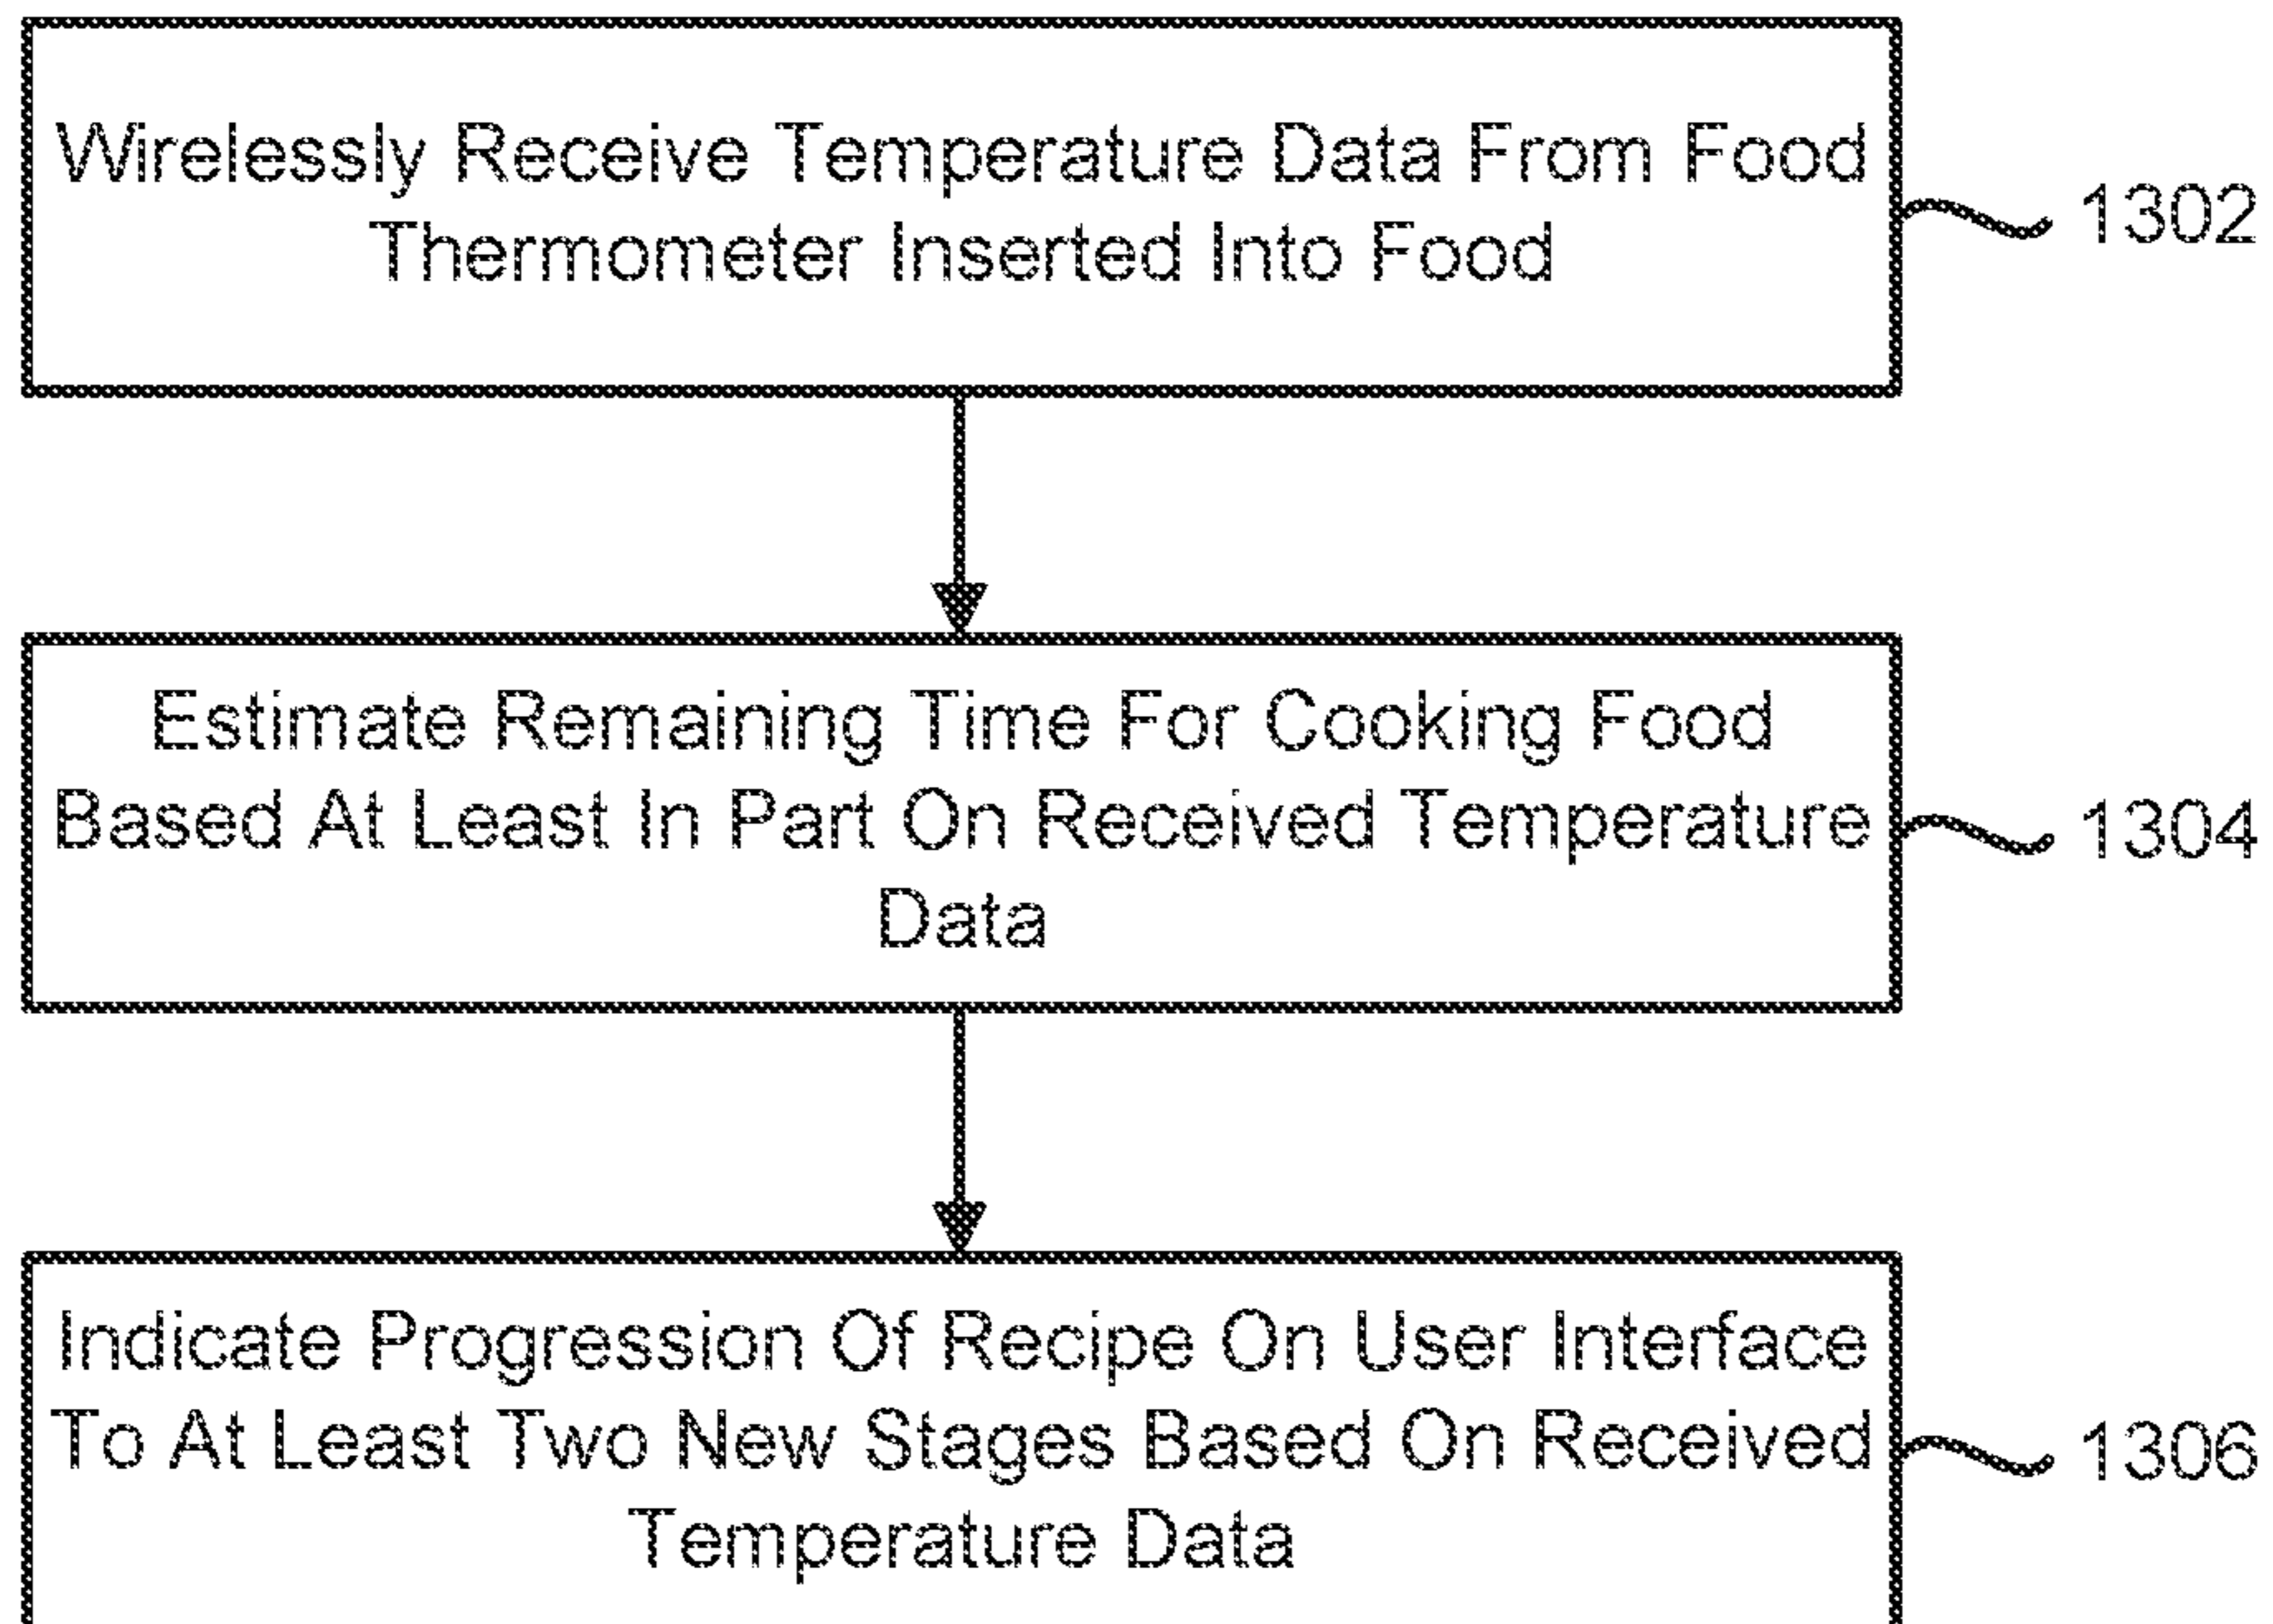 Wirelessly Receive Temperature Data From Food
Thermometer Inserted Into Food
1302
Estimate Remaining Time For Cooking Food
Based At Least In Part On Received Temperature
Data
1304
Indicate Progression Of Recipe On User Interface
To At Least Two New Stages Based On Received
Temperature Data
1306